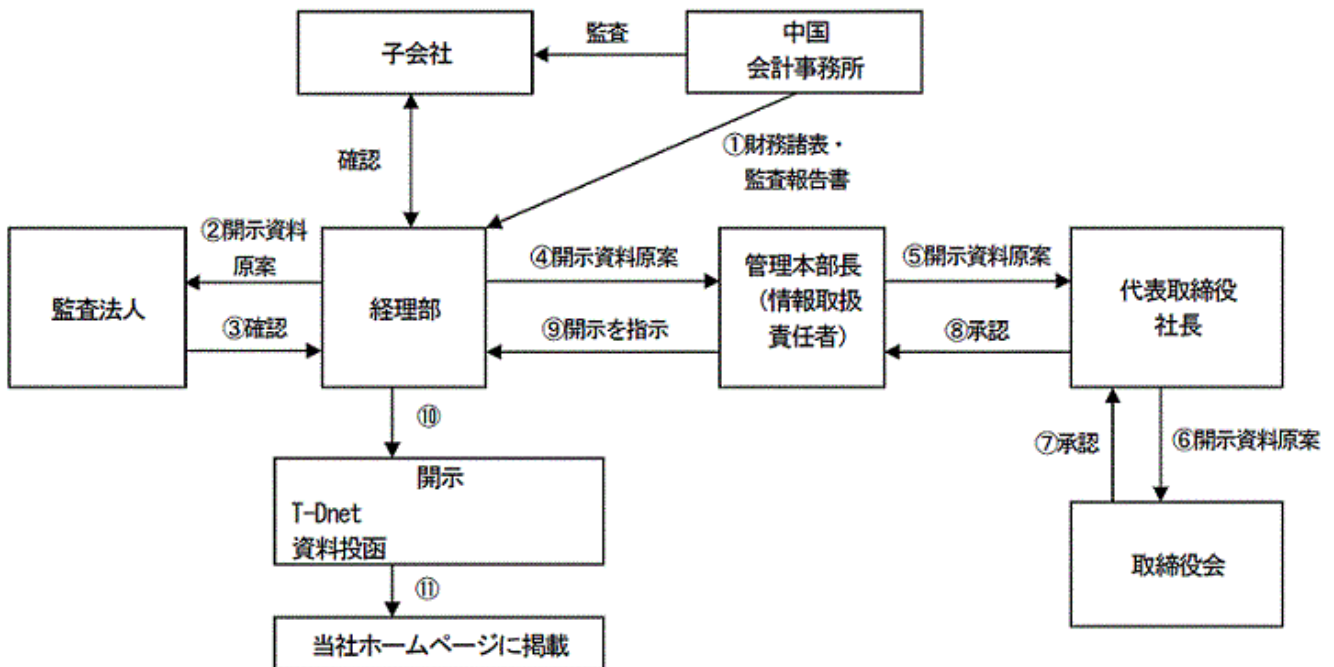 子会社
監査
中国
会計事務所
確認
①財務諸表・
監査報告書
監査法人
②開示資料
原案
③確認
経理部
④開示資料原案
⑨開示を指示
管理本部長
（情報取扱
責任者）
⑤開示資料原案
⑧承認
代表取締役
社長
⑦承認
⑥開示資料原案
取締役会
⑩
開示
T-Dnet
資料投函
⑪
当社ホームページに掲載